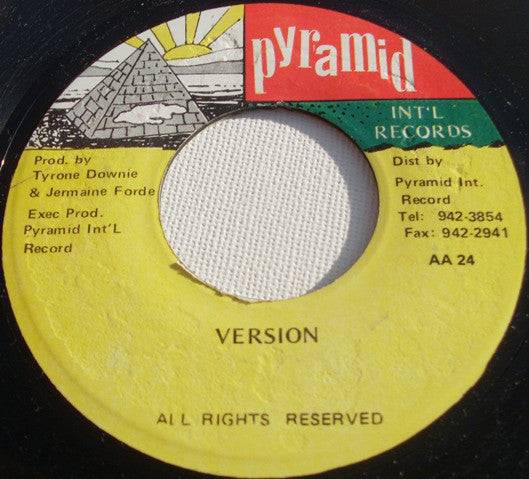 pyramid
INT'L
RECORDS
Prod. by
Tyrone Downie
& Jermaine Forde
Exec Prod.
Pyramid Int'L
Record
Dist by
Pyramid Int.
Record
Tel: 942-3854
Fax: 942-2941
AA 24
VERSION
ALL RIGHTS RESERVED